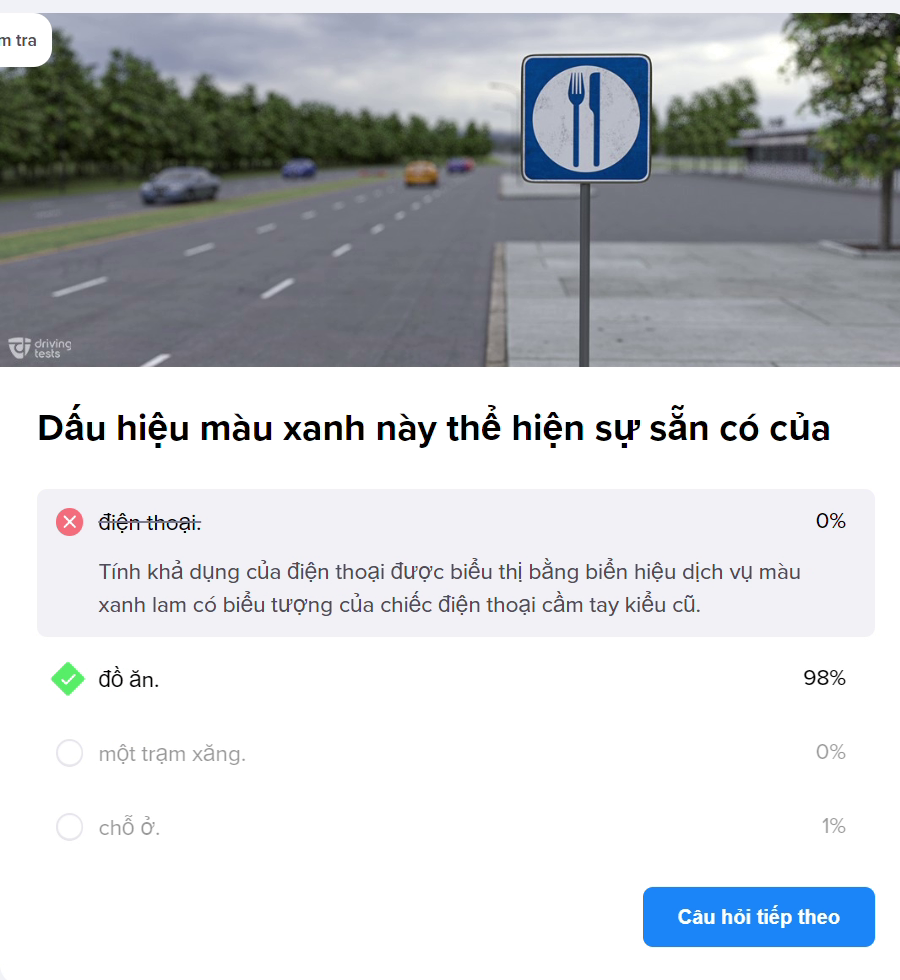 m tra
driving
tests
Dấu hiệu màu xanh này thể hiện sự sẵn có của
điện thoại.
0%
Tính khả dụng của điện thoại được biểu thị bằng biển hiệu dịch vụ màu
xanh lam có biểu tượng của chiếc điện thoại cầm tay kiểu cũ.
đồ ăn.
98%
một trạm xăng.
0%
chỗ ở.
1%
Câu hỏi tiếp theo